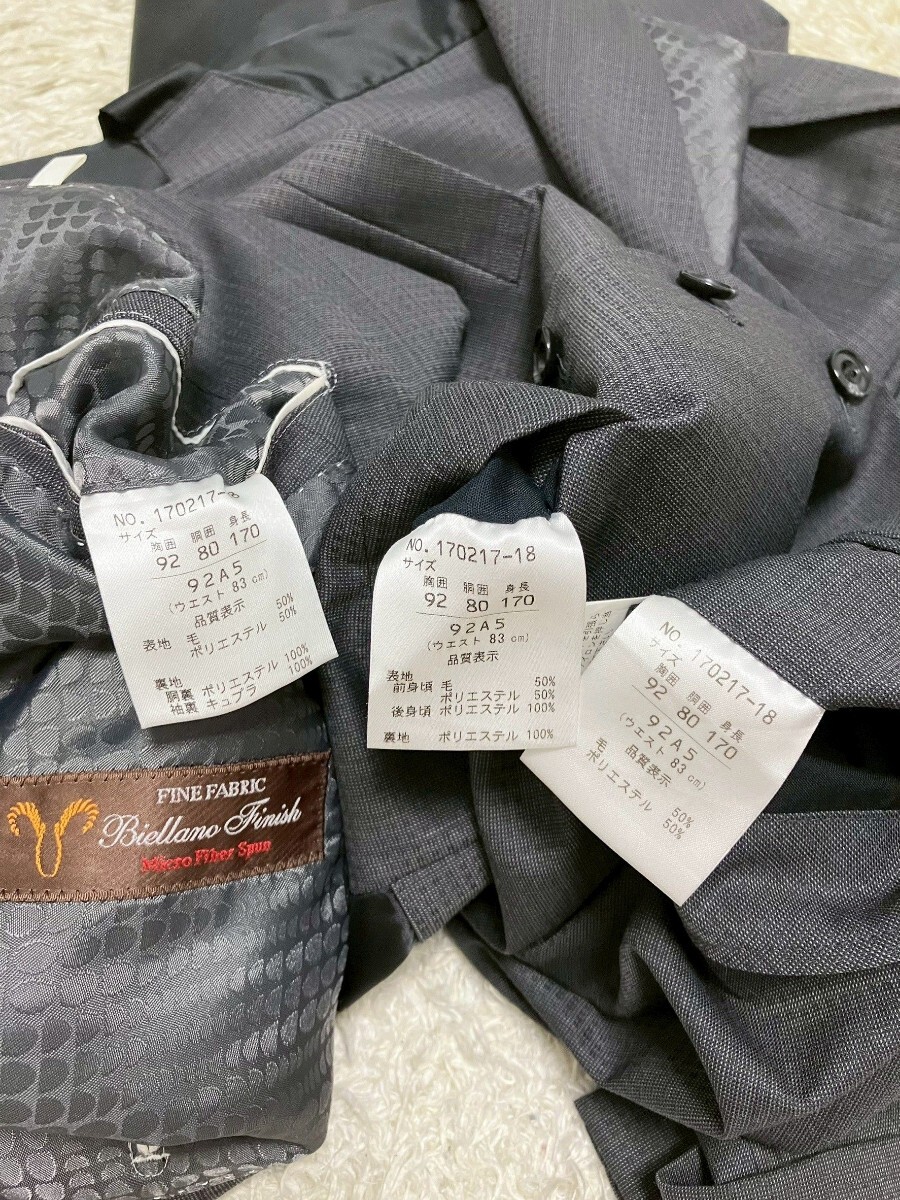 NO. 170217-18
サイズ
胸囲 胴囲 身長
92 80 170
92A5
(ウエスト 83 cm)
品質表示
表地 毛 50%
ポリエステル 50%
裏地
胴裏 ポリエステル 100%
袖裏 キュプラ 100%
NO. 170217-18
サイズ
胸囲 胴囲 身長
92 80 170
92A5
(ウエスト 83 cm)
品質表示
表地
前身頃 毛 50%
ポリエステル 50%
後身頃 ポリエステル 100%
裏地 ポリエステル 100%
NO. 170217-18
サイズ
胸囲 胴囲 身長
92 80 170
92A5
(ウエスト 83 cm)
品質表示
毛 50%
ポリエステル 50%
FINE FABRIC
Biellano Finish
Micro Fiber Spun